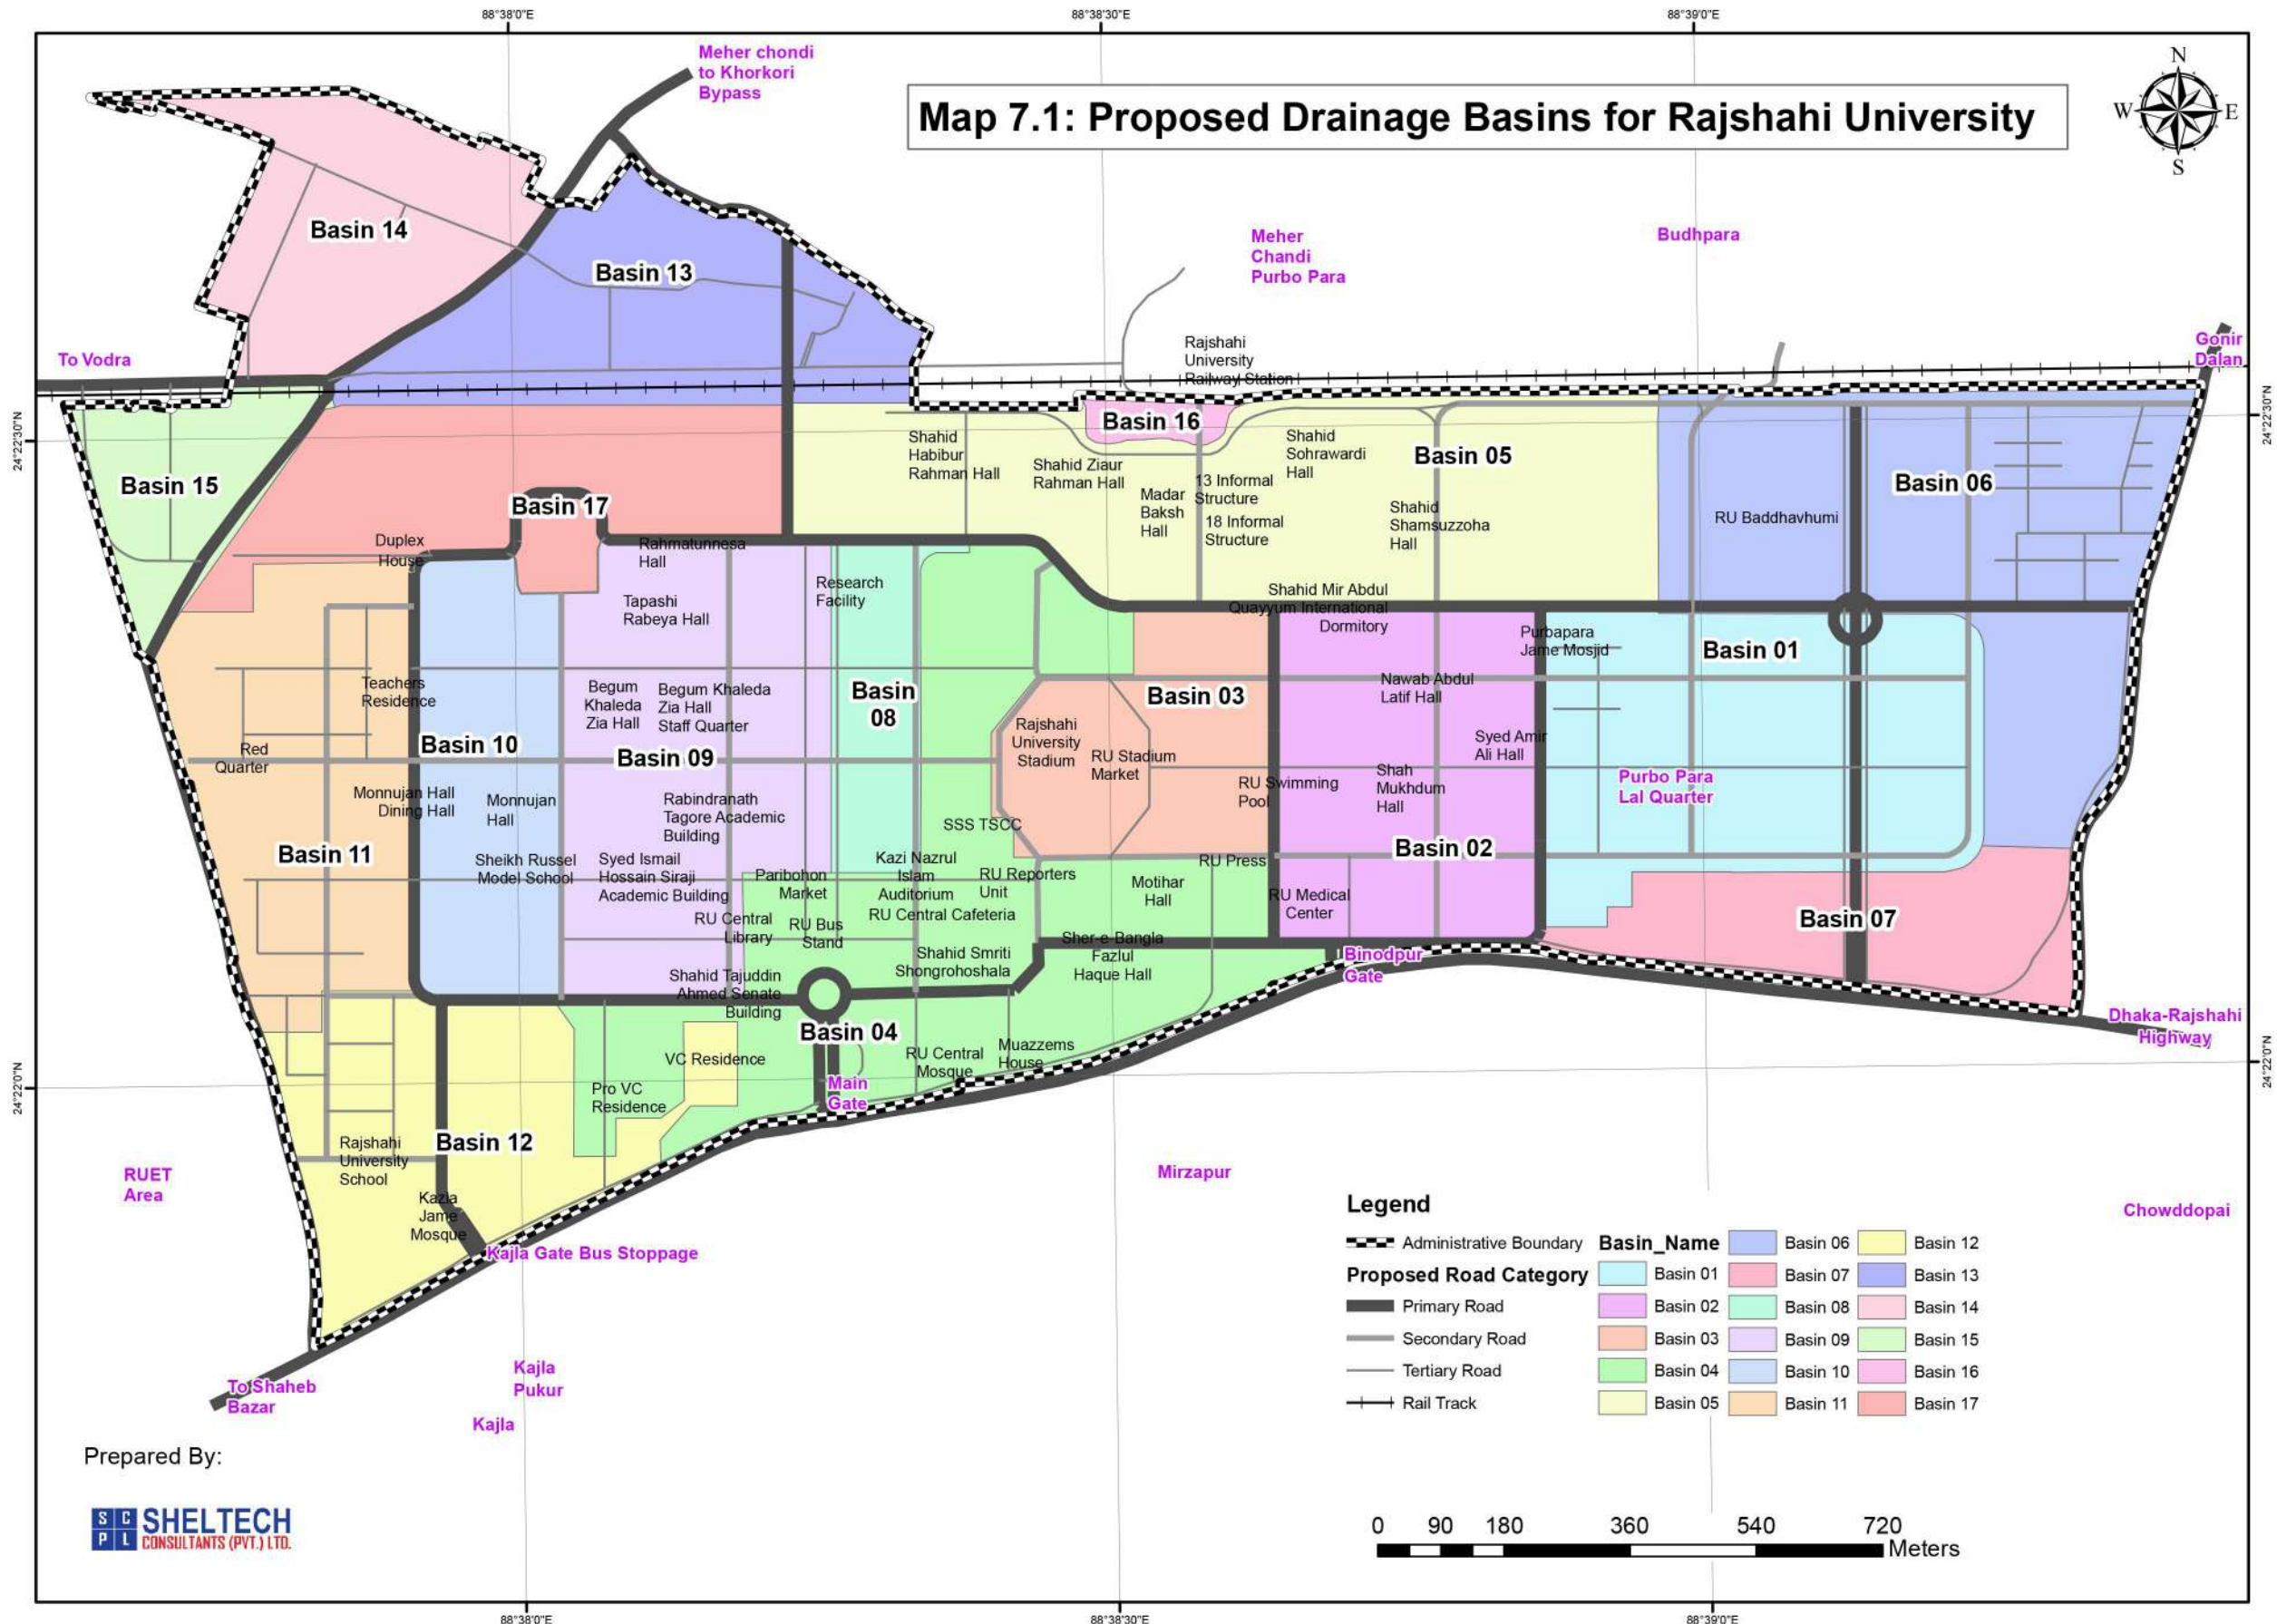 88°38'0"E
88°38'30"E
88°39'0"E
Meher chondi
to Khorkori
Bypass
Map 7.1: Proposed Drainage Basins for Rajshahi University
N
W
E
S
Basin 14
Basin 13
Meher
Chandi
Purbo Para
Budhpara
To Vodra
Rajshahi
University
Railway Station
Gonir
Dalan
24°22'30"N
24°22'30"N
Basin 16
Basin 05
Basin 06
Basin 15
Basin 17
Shahid
Habibur
Rahman Hall
Shahid Ziaur
Rahman Hall
Madar
Baksh
Hall
13 Informal
Structure
18 Informal
Structure
Shahid
Sohrawardi
Hall
Shahid
Shamsuzzoha
Hall
RU Baddhavhumi
Duplex
House
Rahmatunnesa
Hall
Research
Facility
Tapashi
Rabeya Hall
Shahid Mir Abdul
Quayyum International
Dormitory
Purbapara
Jame Mosjid
Basin 01
Teachers
Residence
Begum
Khaleda
Zia Hall
Begum Khaleda
Zia Hall
Staff Quarter
Basin
08
Basin 03
Nawab Abdul
Latif Hall
Red
Quarter
Basin 10
Basin 09
Rajshahi
University
Stadium
RU Stadium
Market
RU Swimming
Pool
Syed Amir
Ali Hall
Shah
Mukhdum
Hall
Purbo Para
Lal Quarter
Monnujan Hall
Dining Hall
Monnujan
Hall
Rabindranath
Tagore Academic
Building
SSS TSCC
Basin 11
Sheikh Russel
Model School
Syed Ismail
Hossain Siraji
Academic Building
Paribohon
Market
Kazi Nazrul
Islam
Auditorium
RU Reporters
Unit
RU Press
Basin 02
Motihar
Hall
RU Medical
Center
RU Central
Library
RU Bus
Stand
RU Central Cafeteria
Basin 07
Shahid Smriti
Shongrohoshala
Sher-e-Bangla
Fazlul
Haque Hall
Binodpur
Gate
Shahid Tajuddin
Ahmed Senate
Building
Basin 04
Dhaka-Rajshahi
Highway
VC Residence
RU Central
Mosque
Muazzems
House
Pro VC
Residence
Main
Gate
24°22'0"N
24°22'0"N
Basin 12
Rajshahi
University
School
RUET
Area
Mirzapur
Kazla
Jame
Mosque
Kajla Gate Bus Stoppage
Chowddopai
To Shaheb
Bazar
Kajla
Pukur
Kajla
Legend
Administrative Boundary
Proposed Road Category
Primary Road
Secondary Road
Tertiary Road
Rail Track
Basin_Name
Basin 01
Basin 02
Basin 03
Basin 04
Basin 05
Basin 06
Basin 07
Basin 08
Basin 09
Basin 10
Basin 11
Basin 12
Basin 13
Basin 14
Basin 15
Basin 16
Basin 17
Prepared By:
S C
P L
SHELTECH
CONSULTANTS (PVT.) LTD.
0 90 180 360 540 720
Meters
88°38'0"E
88°38'30"E
88°39'0"E